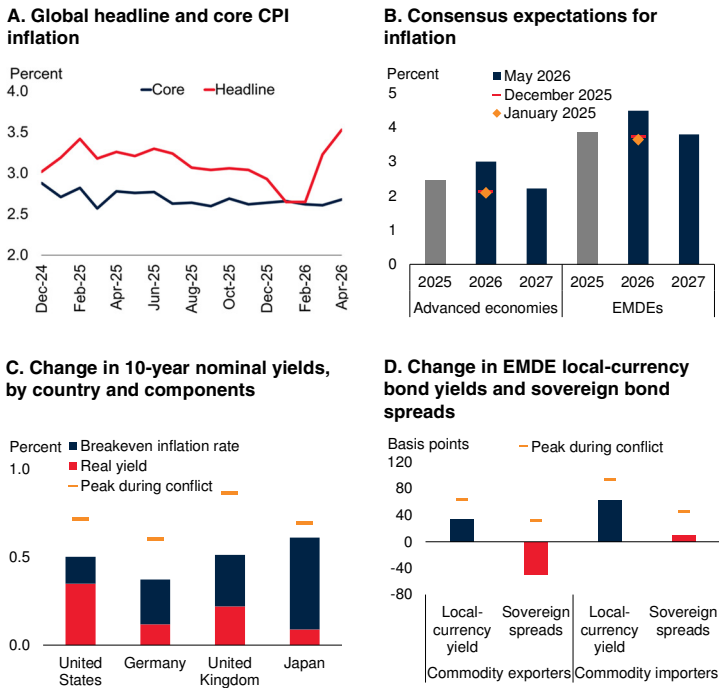 A. Global headline and core CPI
inflation
Percent
Core
Headline
4.0
3.5
3.0
2.5
2.0
Dec-24
Feb-25
Apr-25
Jun-25
Aug-25
Oct-25
Dec-25
Feb-26
Apr-26
B. Consensus expectations for
inflation
Percent
May 2026
December 2025
January 2025
5
4
3
2
1
0
2025 2026 2027 2025 2026 2027
Advanced economies EMDEs
C. Change in 10-year nominal yields,
by country and components
Percent
Breakeven inflation rate
Real yield
Peak during conflict
1.0
0.5
0.0
United
States
Germany
United
Kingdom
Japan
D. Change in EMDE local-currency
bond yields and sovereign bond
spreads
Basis points
Peak during conflict
120
80
40
0
-40
-80
Local-
currency
yield
Sovereign
spreads
Local-
currency
yield
Sovereign
spreads
Commodity exporters Commodity importers